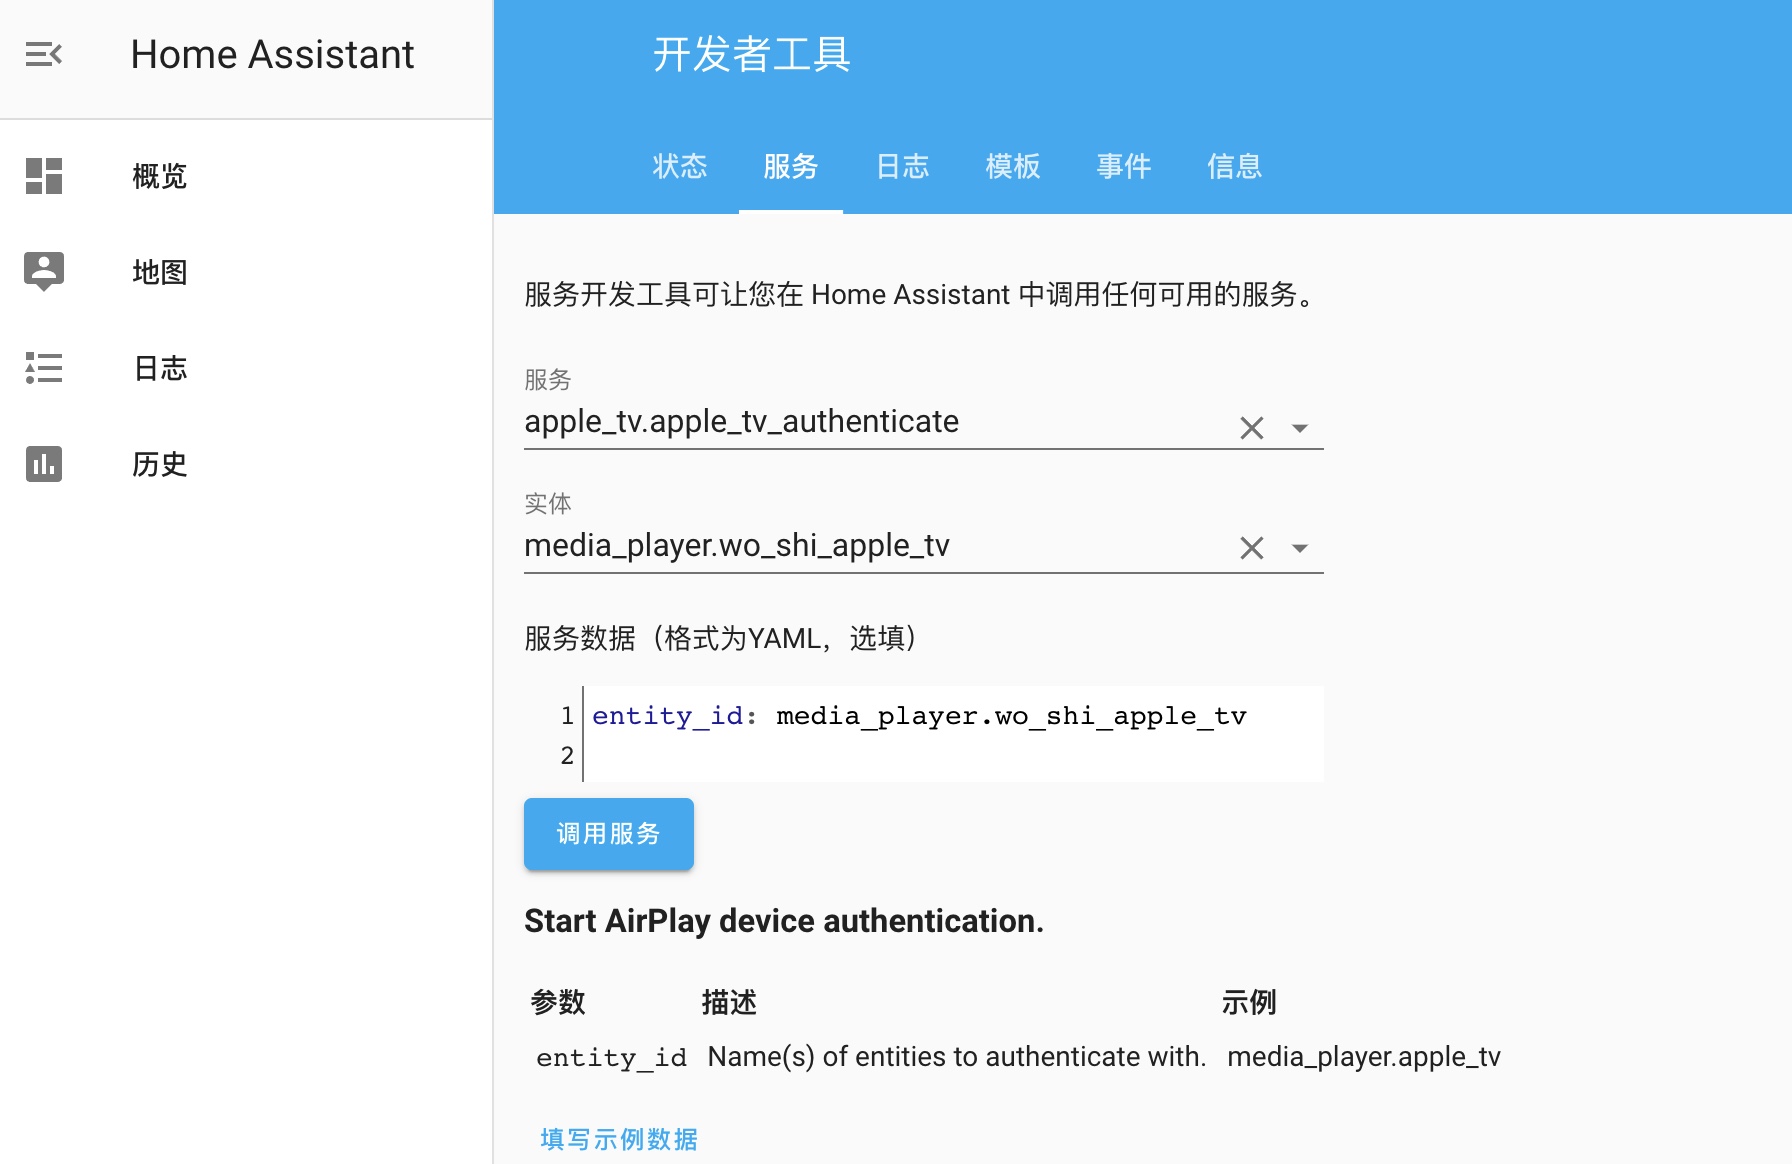 Home Assistant
概览
地图
日志
历史
开发者工具
状态 服务 日志 模板 事件 信息
服务开发工具可让您在 Home Assistant 中调用任何可用的服务。
服务
apple_tv.apple_tv_authenticate
实体
media_player.wo_shi_apple_tv
服务数据（格式为YAML，选填）
1 entity_id: media_player.wo_shi_apple_tv
2
调用服务
Start AirPlay device authentication.
参数 描述 示例
entity_id Name(s) of entities to authenticate with. media_player.apple_tv
填写示例数据